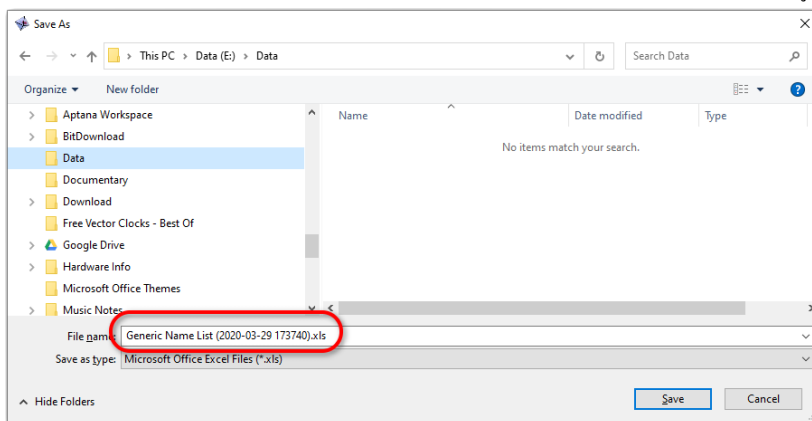 Save As
This PC > Data (E:) > Data
Search Data
Organize
New folder
Name
Date modified
Type
No items match your search.
Aptana Workspace
BitDownload
Data
Documentary
Download
Free Vector Clocks - Best Of
Google Drive
Hardware Info
Microsoft Office Themes
Music Notes
File name: Generic Name List (2020-03-29 173740).xls
Save as type: Microsoft Office Excel Files (*.xls)
Hide Folders
Save
Cancel